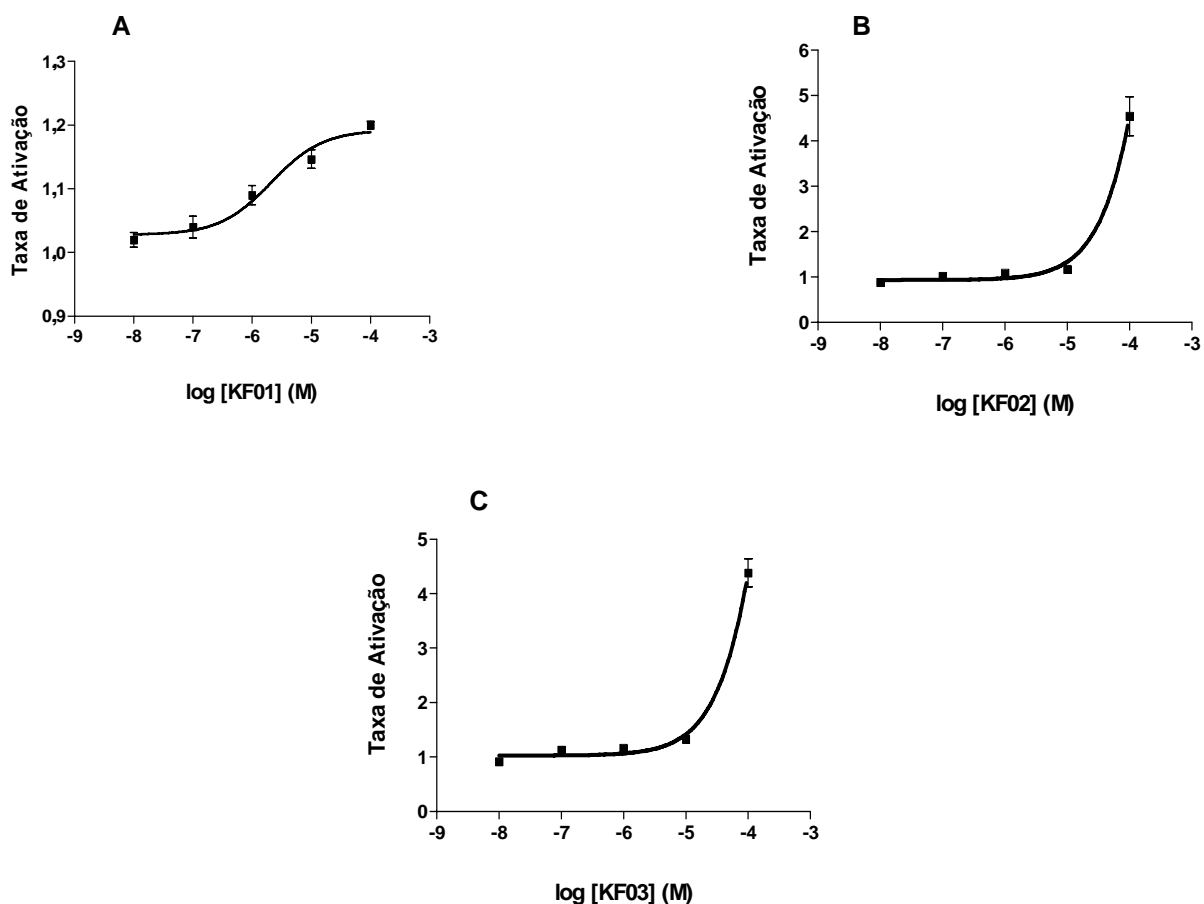 A
1,3
1,2
1,1
1,0
0,9
Taxa de Ativação
-9 -8 -7 -6 -5 -4 -3
log [KF01] (M)
B
6
5
4
3
2
1
0
Taxa de Ativação
-9 -8 -7 -6 -5 -4 -3
log [KF02] (M)
C
5
4
3
2
1
0
Taxa de Ativação
-9 -8 -7 -6 -5 -4 -3
log [KF03] (M)